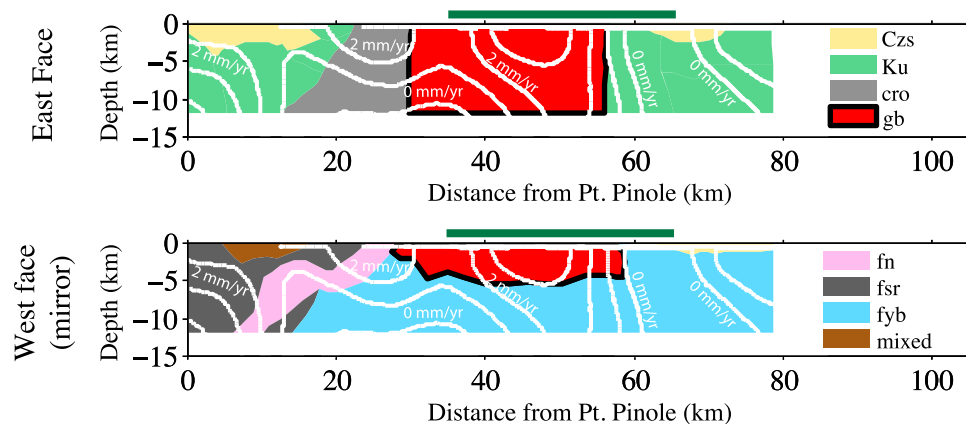 East Face
Depth (km)
0
−5
−10
−15
2 mm/yr
2 mm/yr
0 mm/yr
2 mm/yr
0 mm/yr
0 mm/yr
Czs
Ku
cro
gb
0 20 40 60 80 100
Distance from Pt. Pinole (km)
West face
(mirror)
Depth (km)
0
−5
−10
−15
2 mm/yr
2 mm/yr
0 mm/yr
2 mm/yr
0 mm/yr
0 mm/yr
fn
fsr
fyb
mixed
0 20 40 60 80 100
Distance from Pt. Pinole (km)